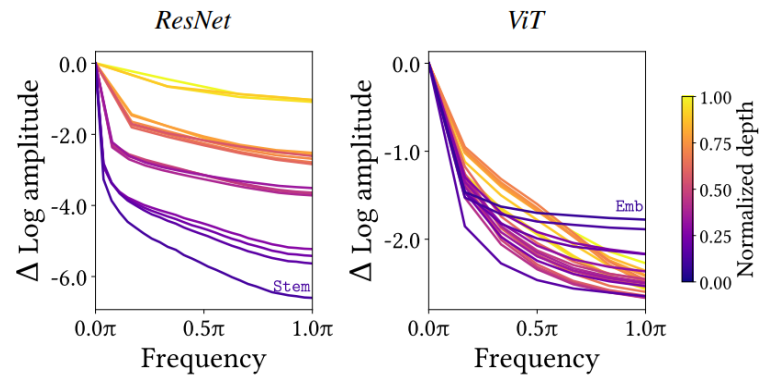 ResNet
ViT
Δ Log amplitude
0.0
-2.0
-4.0
-6.0
Stem
0.0π
0.5π
1.0π
Frequency
Δ Log amplitude
0.0
-1.0
-2.0
Emb
0.0π
0.5π
1.0π
Frequency
1.00
0.75
0.50
0.25
0.00
Normalized depth